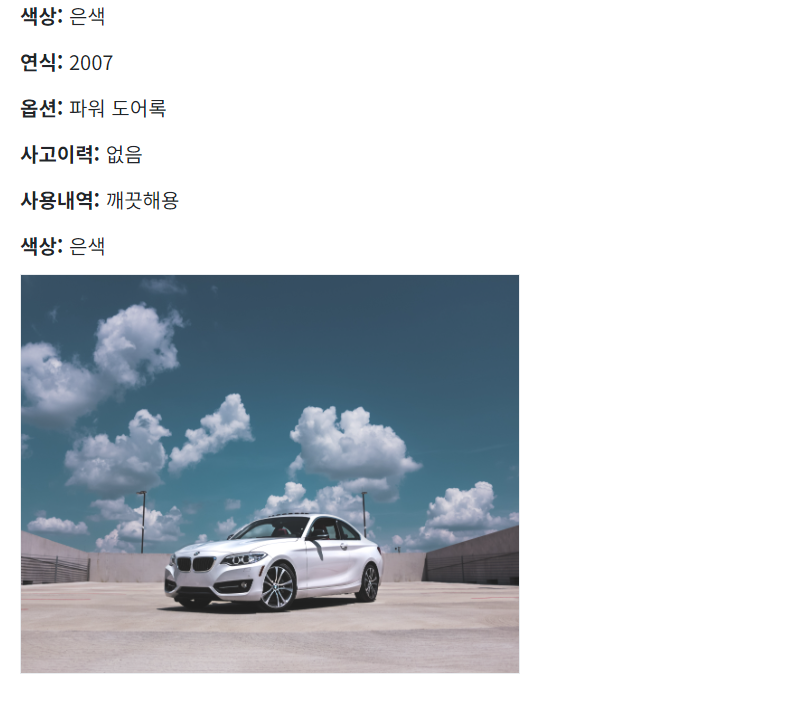 색상: 은색
연식: 2007
옵션: 파워 도어록
사고이력: 없음
사용내역: 깨끗해용
색상: 은색